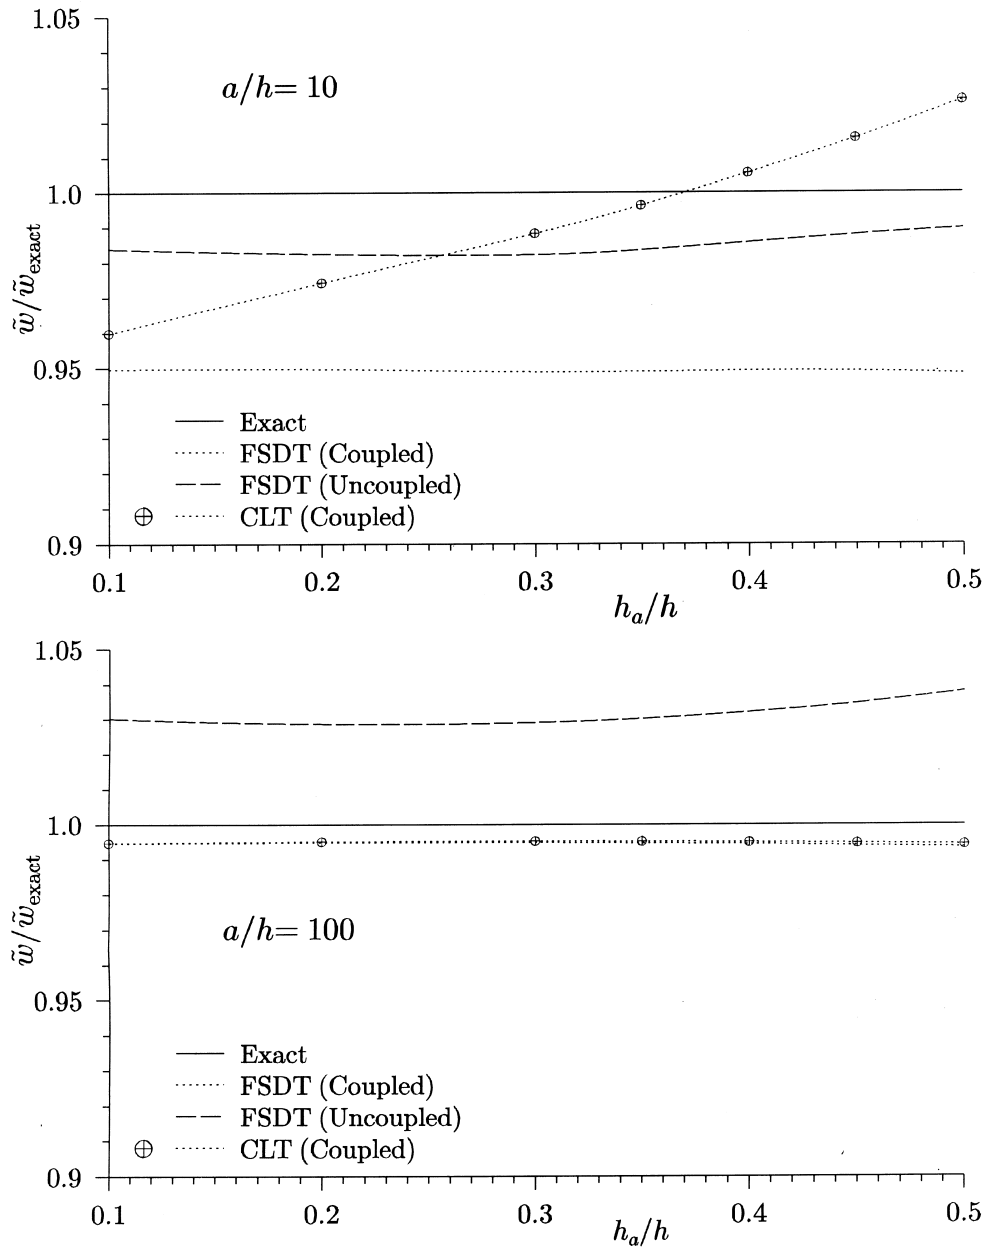 1.05
a/h= 10
1.0
w̃/w̃exact
0.95
Exact
FSDT (Coupled)
FSDT (Uncoupled)
CLT (Coupled)
0.9
0.1 0.2 0.3 0.4 0.5
ha/h
1.05
1.0
w̃/w̃exact
a/h= 100
0.95
Exact
FSDT (Coupled)
FSDT (Uncoupled)
CLT (Coupled)
0.9
0.1 0.2 0.3 0.4 0.5
ha/h